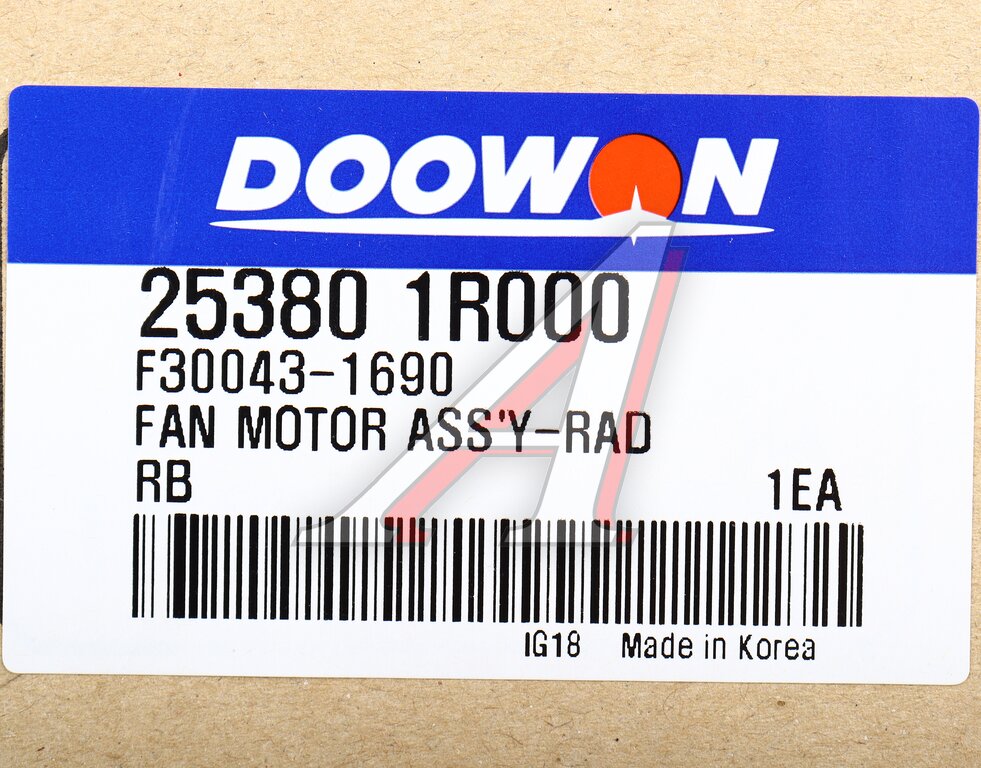 DOOWON
25380 1R000
F30043-1690
FAN MOTOR ASS'Y-RAD
RB 1EA
IG18 Made in Korea